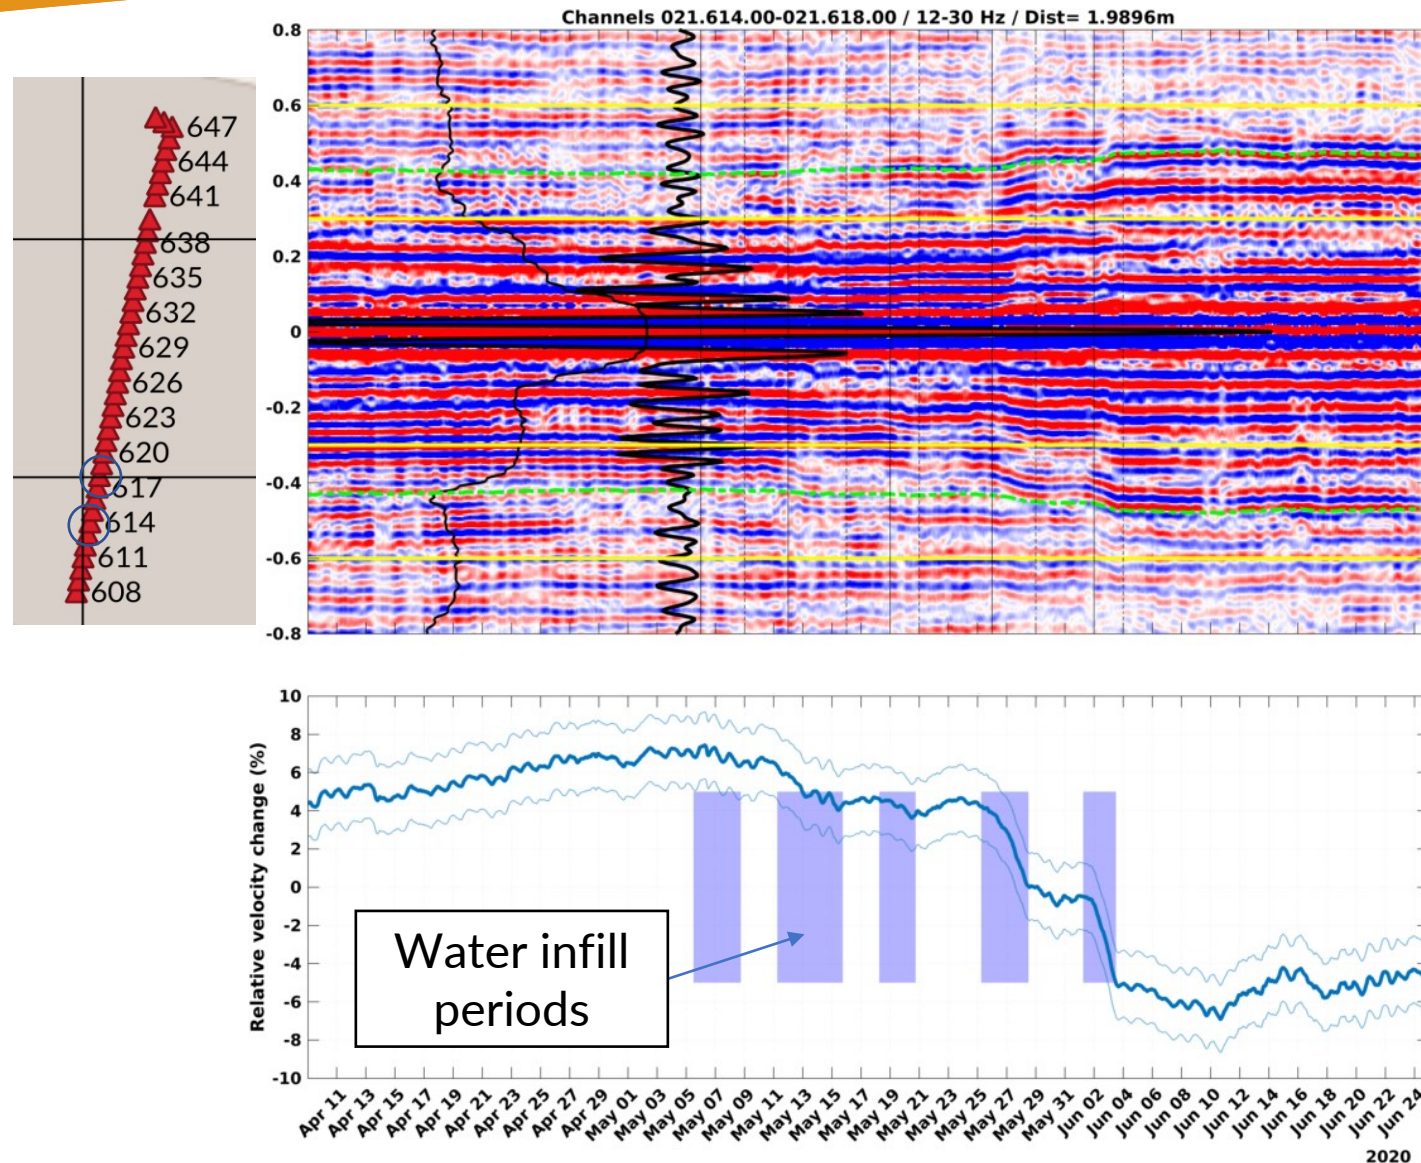 Channels 021.614.00-021.618.00 / 12-30 Hz / Dist= 1.9896m
647
644
641
638
635
632
629
626
623
620
617
614
611
608
0.8
0.6
0.4
0.2
0
-0.2
-0.4
-0.6
-0.8
Relative velocity change (%)
10
8
6
4
2
0
-2
-4
-6
-8
-10
Water infill
periods
Apr 11
Apr 13
Apr 15
Apr 17
Apr 19
Apr 21
Apr 23
Apr 25
Apr 27
Apr 29
May 01
May 03
May 05
May 07
May 09
May 11
May 13
May 15
May 17
May 19
May 21
May 23
May 25
May 27
May 29
May 31
Jun 02
Jun 04
Jun 06
Jun 08
Jun 10
Jun 12
Jun 14
Jun 16
Jun 18
Jun 20
Jun 22
Jun 24
2020